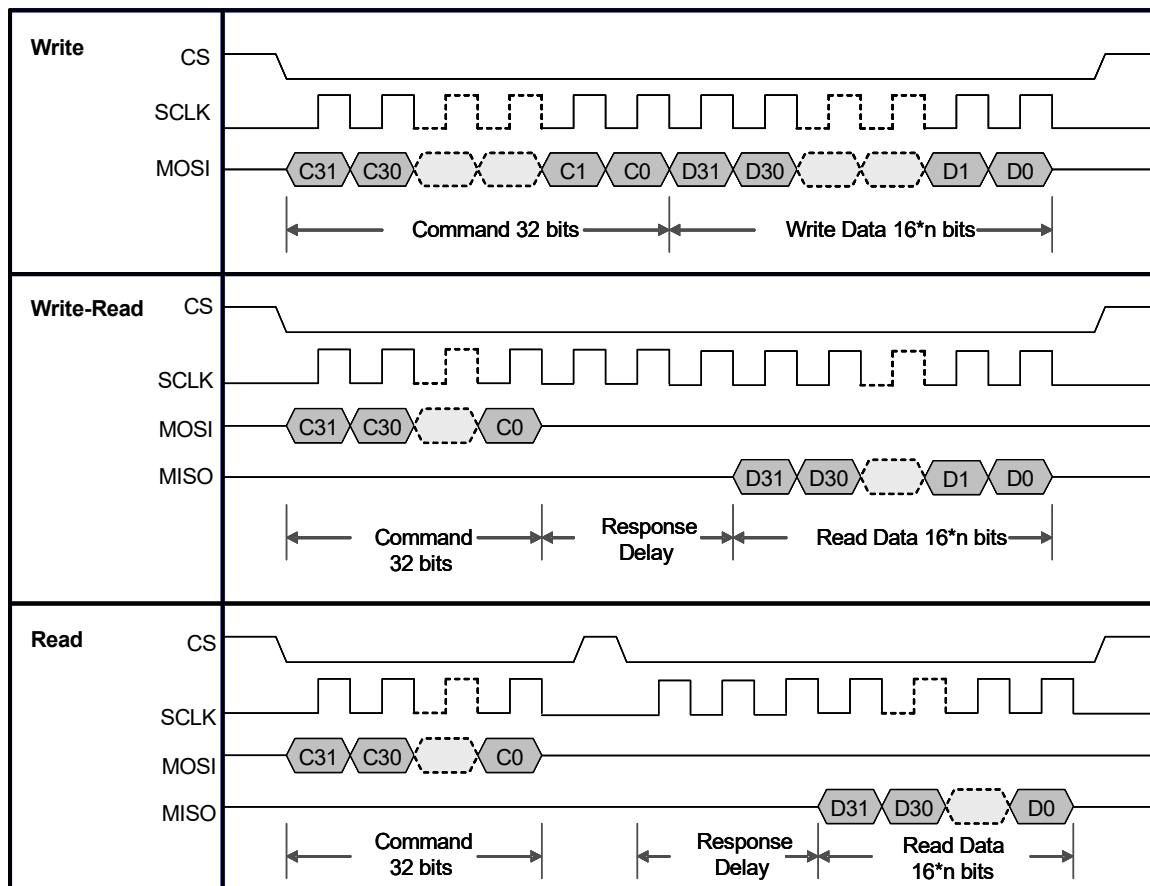 Write
CS
SCLK
MOSI
C31 C30 C1 C0 D31 D30 D1 D0
Command 32 bits
Write Data 16*n bits
Write-Read
CS
SCLK
MOSI
C31 C30 C0
MISO
D31 D30 D1 D0
Command
32 bits
Response
Delay
Read Data 16*n bits
Read
CS
SCLK
MOSI
C31 C30 C0
MISO
D31 D30 D0
Command
32 bits
Response
Delay
Read Data
16*n bits